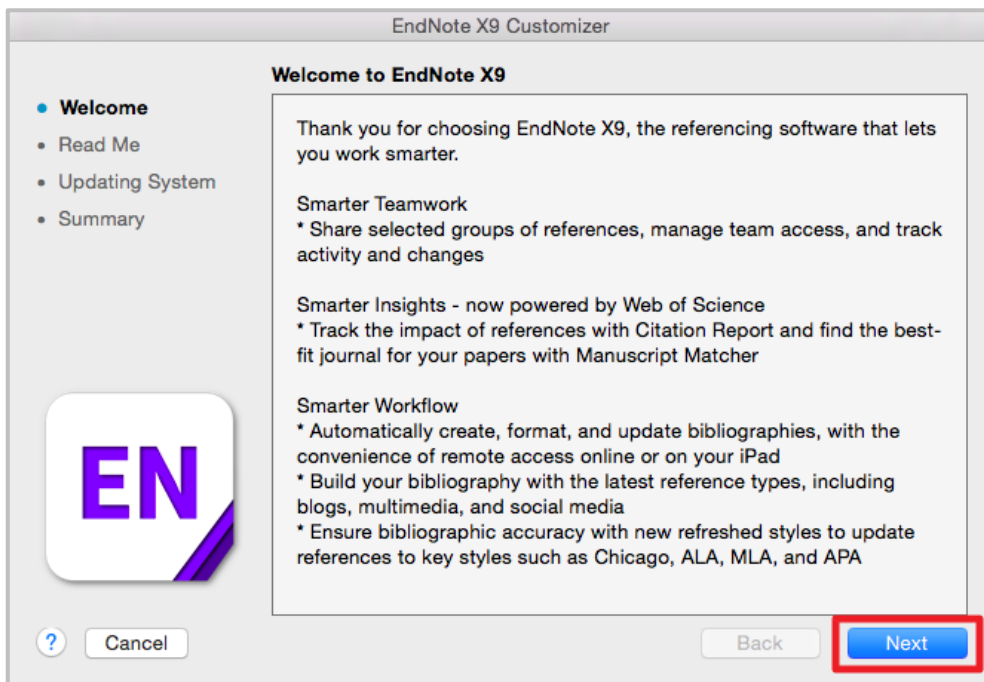 EndNote X9 Customizer
Welcome to EndNote X9
Welcome
Read Me
Updating System
Summary
Thank you for choosing EndNote X9, the referencing software that lets
you work smarter.
Smarter Teamwork
* Share selected groups of references, manage team access, and track
activity and changes
Smarter Insights - now powered by Web of Science
* Track the impact of references with Citation Report and find the best-
fit journal for your papers with Manuscript Matcher
Smarter Workflow
* Automatically create, format, and update bibliographies, with the
convenience of remote access online or on your iPad
* Build your bibliography with the latest reference types, including
blogs, multimedia, and social media
* Ensure bibliographic accuracy with new refreshed styles to update
references to key styles such as Chicago, ALA, MLA, and APA
EN
?
Cancel
Back
Next